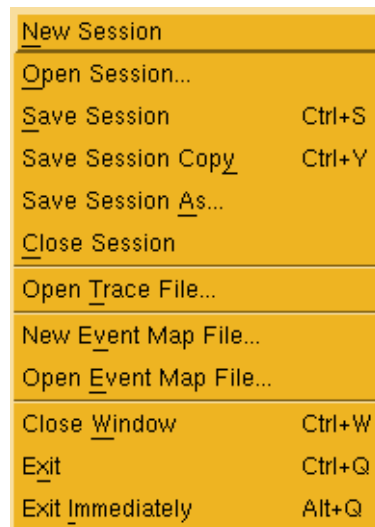 New Session
Open Session...
Save Session Ctrl+S
Save Session Copy Ctrl+Y
Save Session As...
Close Session
Open Trace File...
New Event Map File...
Open Event Map File...
Close Window Ctrl+W
Exit Ctrl+Q
Exit Immediately Alt+Q